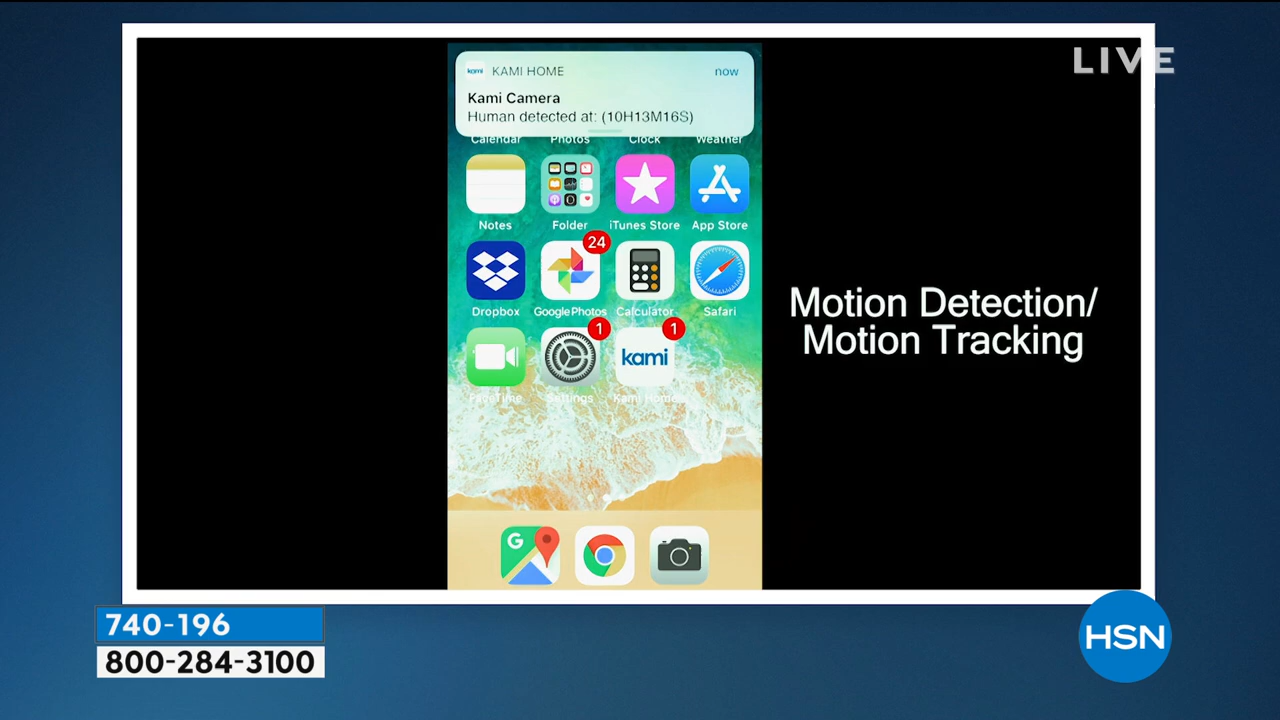 LIVE
kami KAMI HOME now
Kami Camera
Human detected at: (10H13M16S)
Calendar Photos Clock Weather
Notes Folder iTunes Store App Store
24
Dropbox Google Photos Calculator Safari
1 1
kami
FaceTime Settings Kami Home
G
Motion Detection/
Motion Tracking
740-196
800-284-3100
HSN